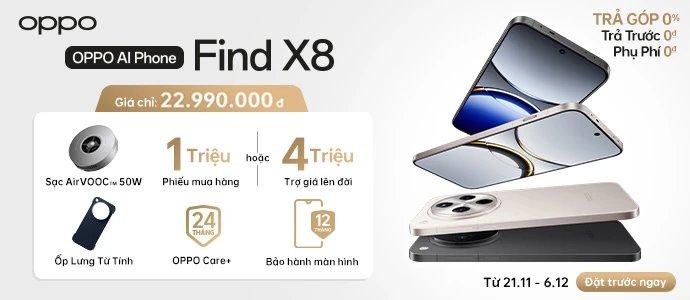 oppo
OPPO AI Phone Find X8
Giá chỉ: 22.990.000 đ
TRẢ GÓP 0%
Trả Trước 0đ
Phụ Phí 0đ
Sạc AirVOOC™ 50W
1 Triệu
Phiếu mua hàng
hoặc
4 Triệu
Trợ giá lên đời
Ốp Lưng Từ Tính
24 THÁNG
OPPO Care+
12 THÁNG
Bảo hành màn hình
Từ 21.11 - 6.12
Đặt trước ngay